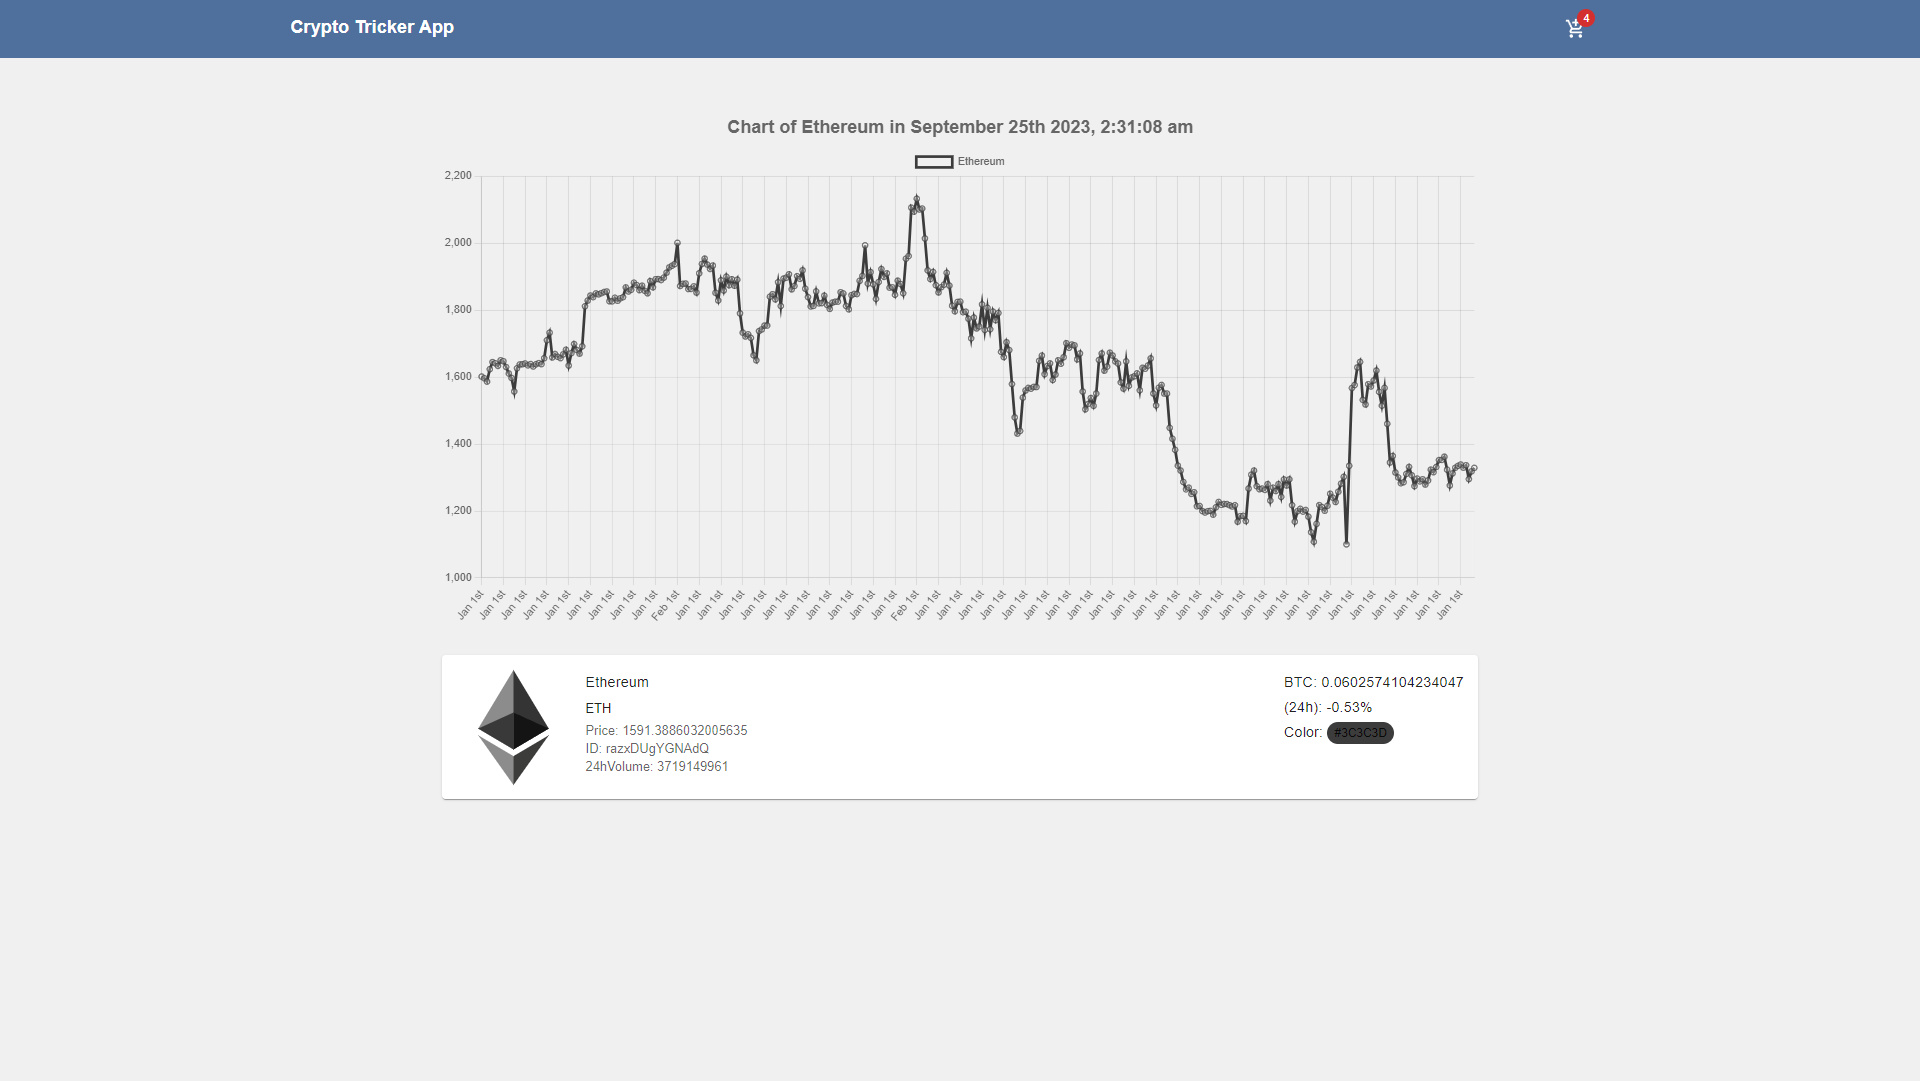 Crypto Tricker App
4
Chart of Ethereum in September 25th 2023, 2:31:08 am
Ethereum
2,200
2,000
1,800
1,600
1,400
1,200
1,000
Jan 1st Jan 1st Jan 1st Jan 1st Jan 1st Jan 1st Jan 1st Jan 1st Jan 1st Feb 1st Jan 1st Jan 1st Jan 1st Jan 1st Jan 1st Jan 1st Jan 1st Jan 1st Jan 1st Jan 1st Feb 1st Jan 1st Jan 1st Jan 1st Jan 1st Jan 1st Jan 1st Jan 1st Jan 1st Jan 1st Jan 1st Jan 1st Jan 1st Jan 1st Jan 1st Jan 1st Jan 1st Jan 1st Jan 1st Jan 1st Jan 1st Jan 1st Jan 1st Jan 1st Jan 1st Jan 1st
Ethereum
ETH
Price: 1591.3886032005635
ID: razxDUgYGNAdQ
24hVolume: 3719149961
BTC: 0.0602574104234047
(24h): -0.53%
Color: #3C3C3D